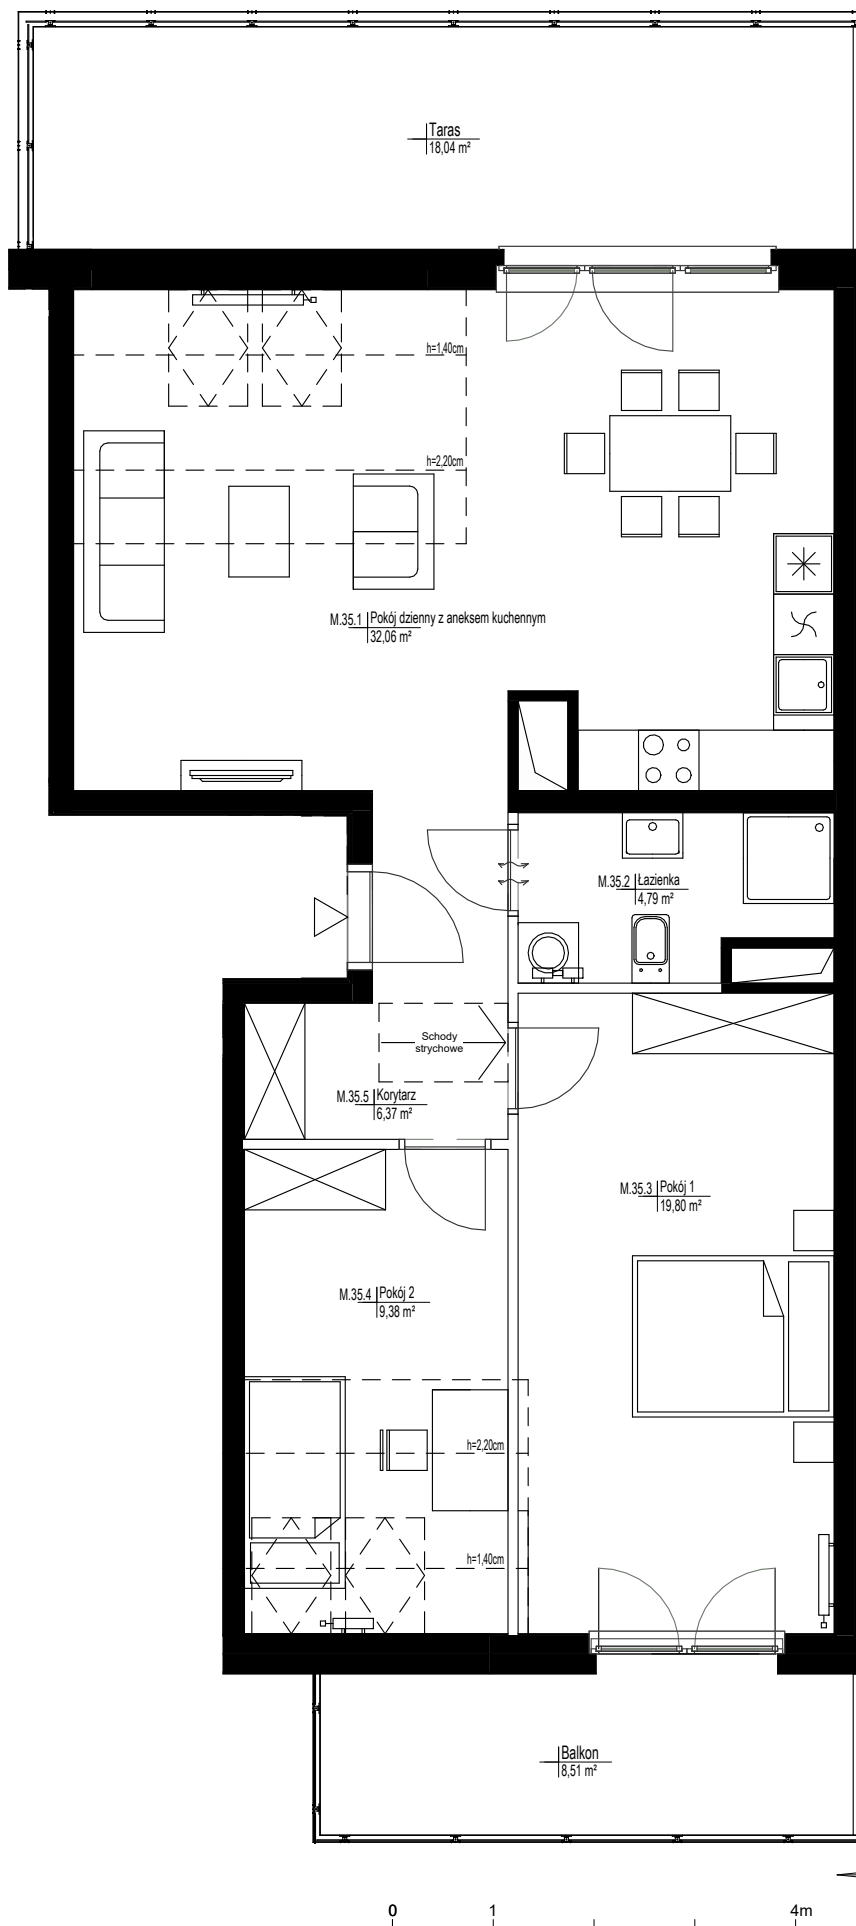 Taras
18,04 m²
h=1,40cm
h=2,20cm
M.35.1 Pokój dzienny z aneksem kuchennym
32,06 m²
M.35.2 Łazienka
4,79 m²
Schody
strychowe
M.35.5 Korytarz
6,37 m²
M.35.3 Pokój 1
19,80 m²
M.35.4 Pokój 2
9,38 m²
h=2,20cm
h=1,40cm
Balkon
8,51 m²
0 1 4m